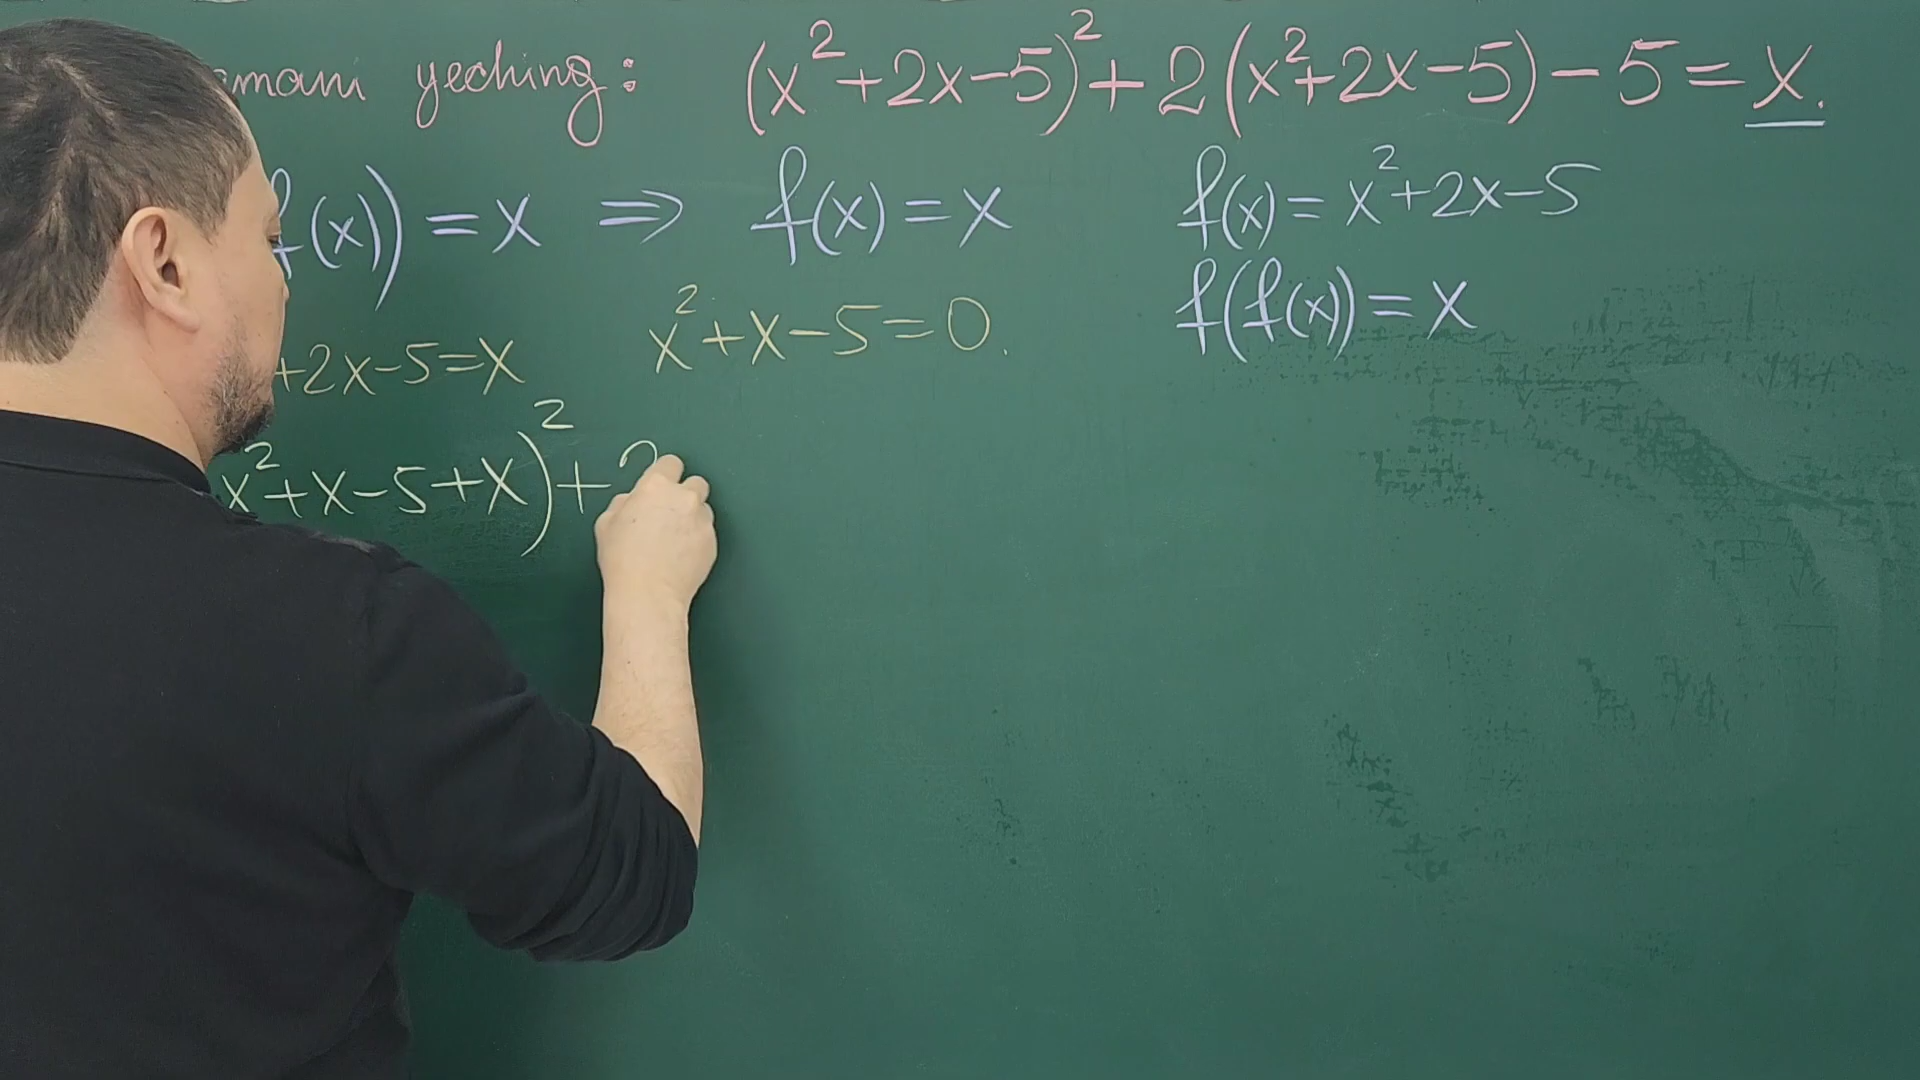 yeching: (x²+2x-5)²+2(x²+2x-5)-5=x.
f(x))=x ⇒ f(x)=x
f(x)=x²+2x-5
f(f(x))=x
+2x-5=x
x²+x-5=0.
x²+x-5+x)²+2